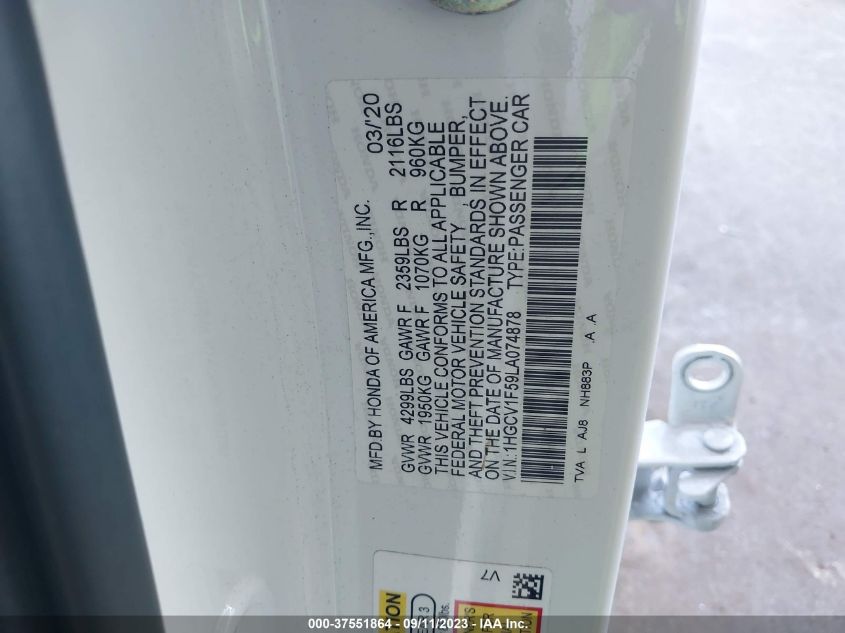 MFD.BY HONDA OF AMERICA MFG.,INC. 03/'20
GVWR 4299LBS GAWR F 2359LBS R 2116LBS
GVWR 1950KG GAWR F 1070KG R 960KG
THIS VEHICLE CONFORMS TO ALL APPLICABLE
FEDERAL MOTOR VEHICLE SAFETY, BUMPER,
AND THEFT PREVENTION STANDARDS IN EFFECT
ON THE DATE OF MANUFACTURE SHOWN ABOVE.
VIN:1HGCV1F59LA074878 TYPE:PASSENGER CAR
TVA L AJ8 NH883P .A .A
V7
000-37551864 - 09/11/2023 - IAA Inc.